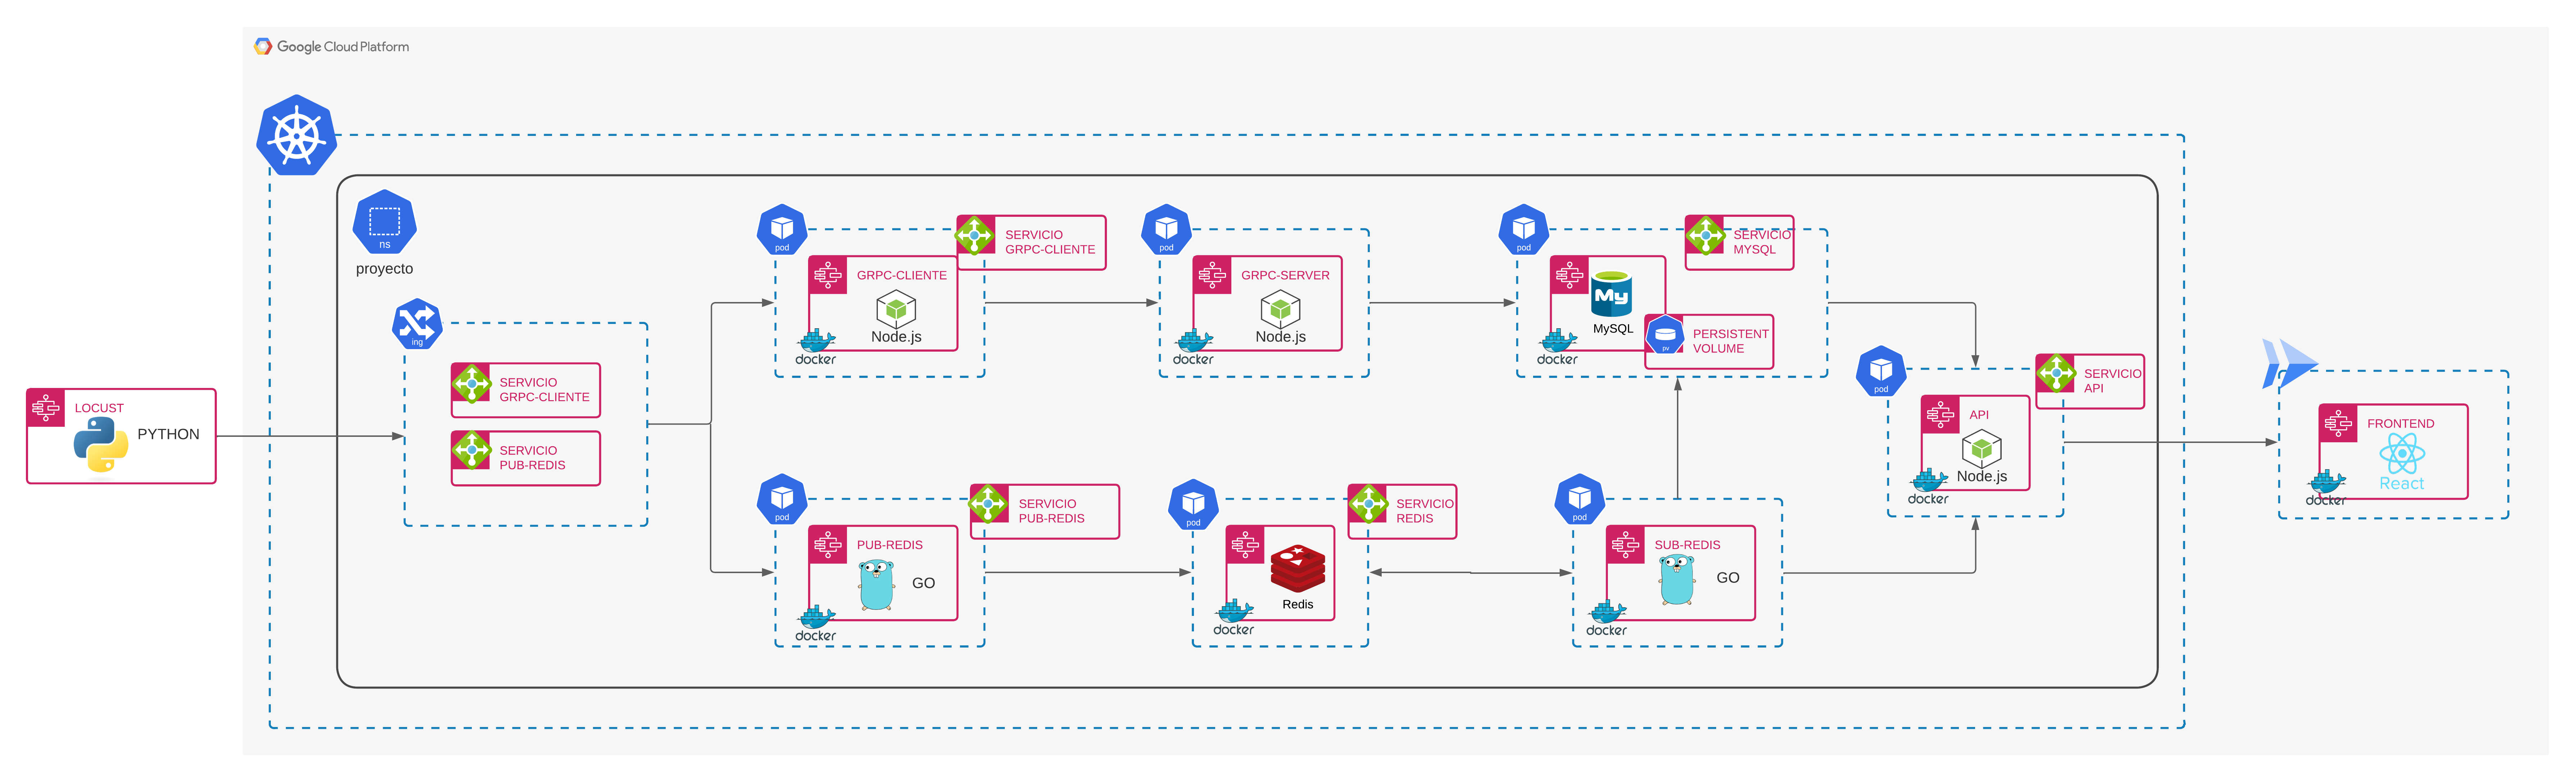 Google Cloud Platform
ns
proyecto
ing
SERVICIO
GRPC-CLIENTE
SERVICIO
PUB-REDIS
LOCUST
PYTHON
pod
SERVICIO
GRPC-CLIENTE
GRPC-CLIENTE
Node.js
docker
pod
GRPC-SERVER
Node.js
docker
pod
SERVICIO
MYSQL
My
MySQL
docker
pv
PERSISTENT
VOLUME
pod
SERVICIO
PUB-REDIS
PUB-REDIS
GO
docker
pod
SERVICIO
REDIS
Redis
docker
pod
SUB-REDIS
GO
docker
pod
SERVICIO
API
API
Node.js
docker
FRONTEND
React
docker